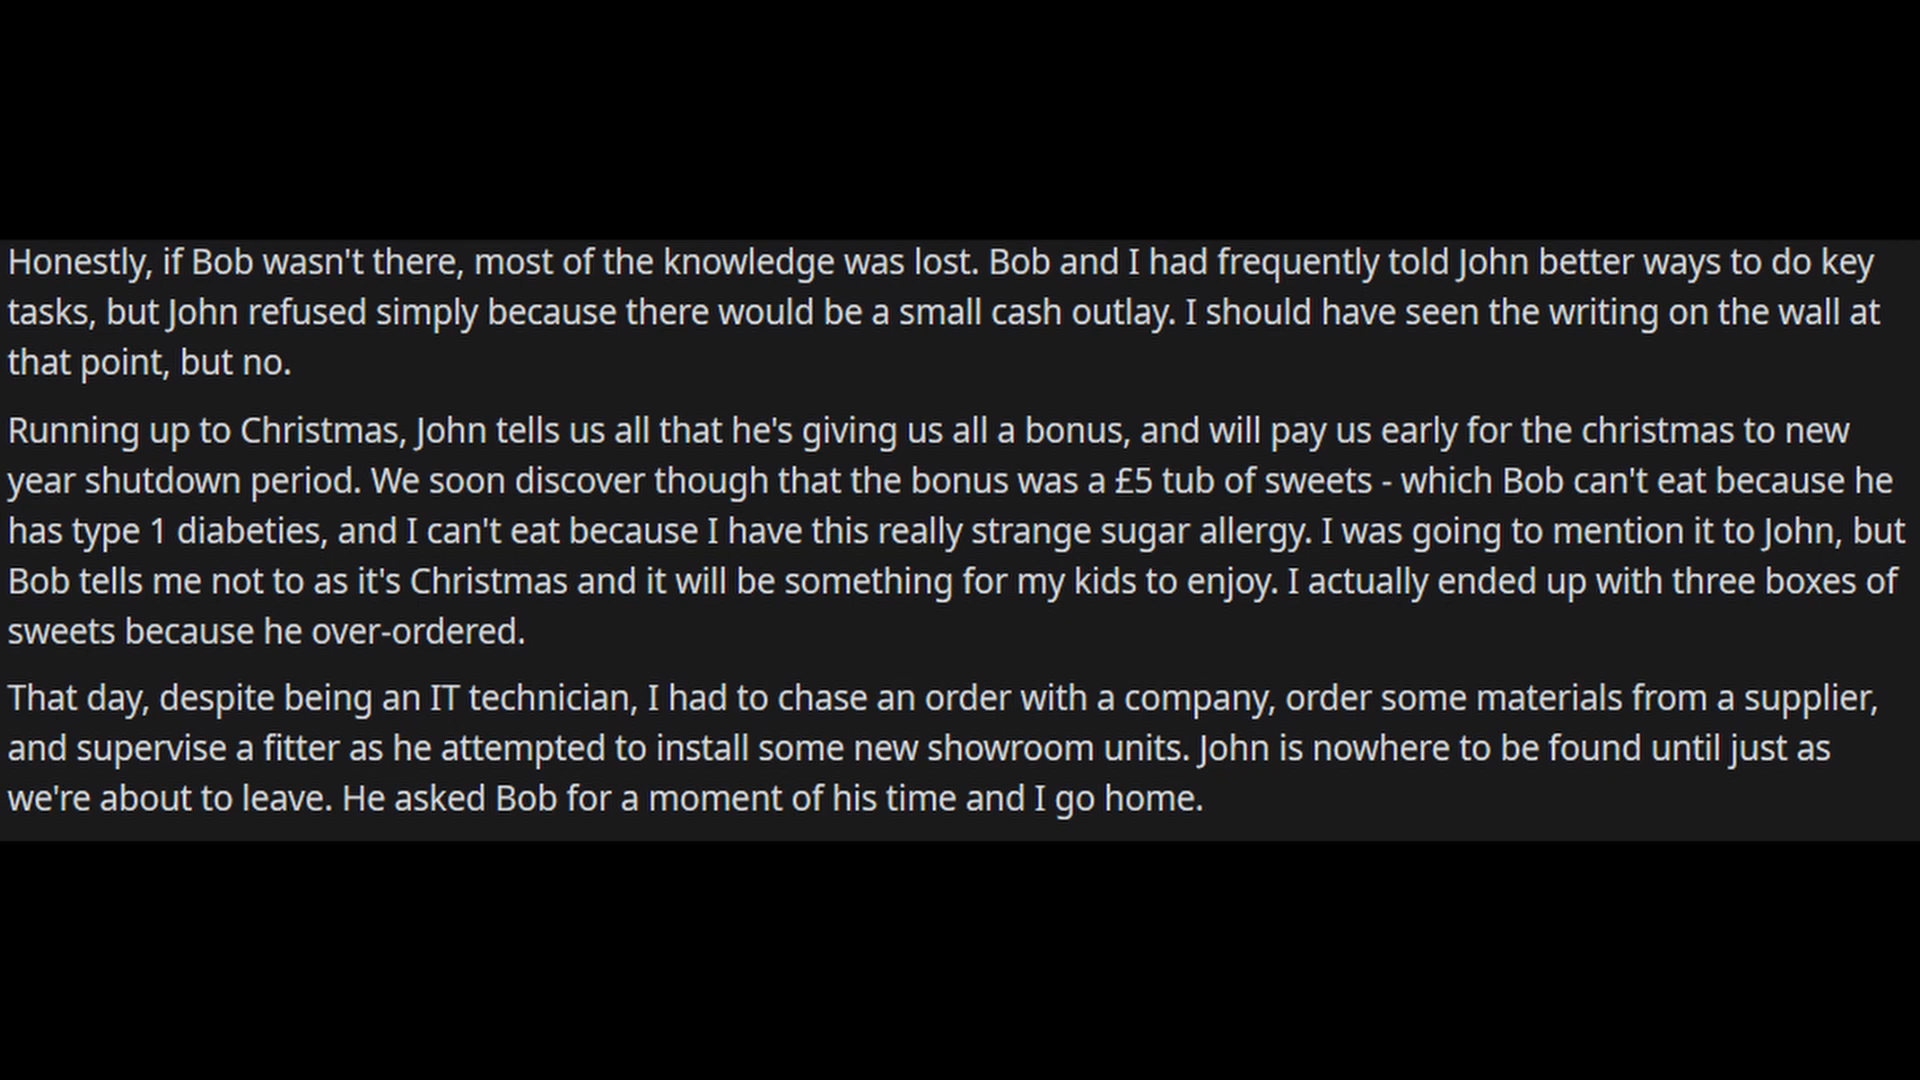 Honestly, if Bob wasn't there, most of the knowledge was lost. Bob and I had frequently told John better ways to do key
tasks, but John refused simply because there would be a small cash outlay. I should have seen the writing on the wall at
that point, but no.
Running up to Christmas, John tells us all that he's giving us all a bonus, and will pay us early for the christmas to new
year shutdown period. We soon discover though that the bonus was a £5 tub of sweets - which Bob can't eat because he
has type 1 diabeties, and I can't eat because I have this really strange sugar allergy. I was going to mention it to John, but
Bob tells me not to as it's Christmas and it will be something for my kids to enjoy. I actually ended up with three boxes of
sweets because he over-ordered.
That day, despite being an IT technician, I had to chase an order with a company, order some materials from a supplier,
and supervise a fitter as he attempted to install some new showroom units. John is nowhere to be found until just as
we're about to leave. He asked Bob for a moment of his time and I go home.